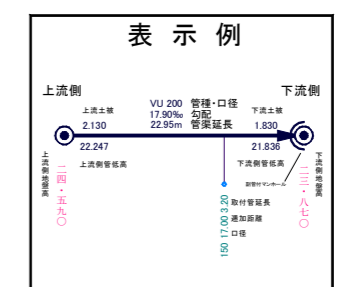 表 示 例
上流側
下流側
上流土被
VU 200 管種・口径
下流土被
2.130
17.90‰ 勾配
1.830
22.95m 管渠延長
22.247
21.836
上流側管低高
下流側管低高
副管付マンホール
上流側地盤高
二四・五九〇
下流側地盤高
二三・八七〇
3.20 取付管延長
17.00 逓加距離
150 口径